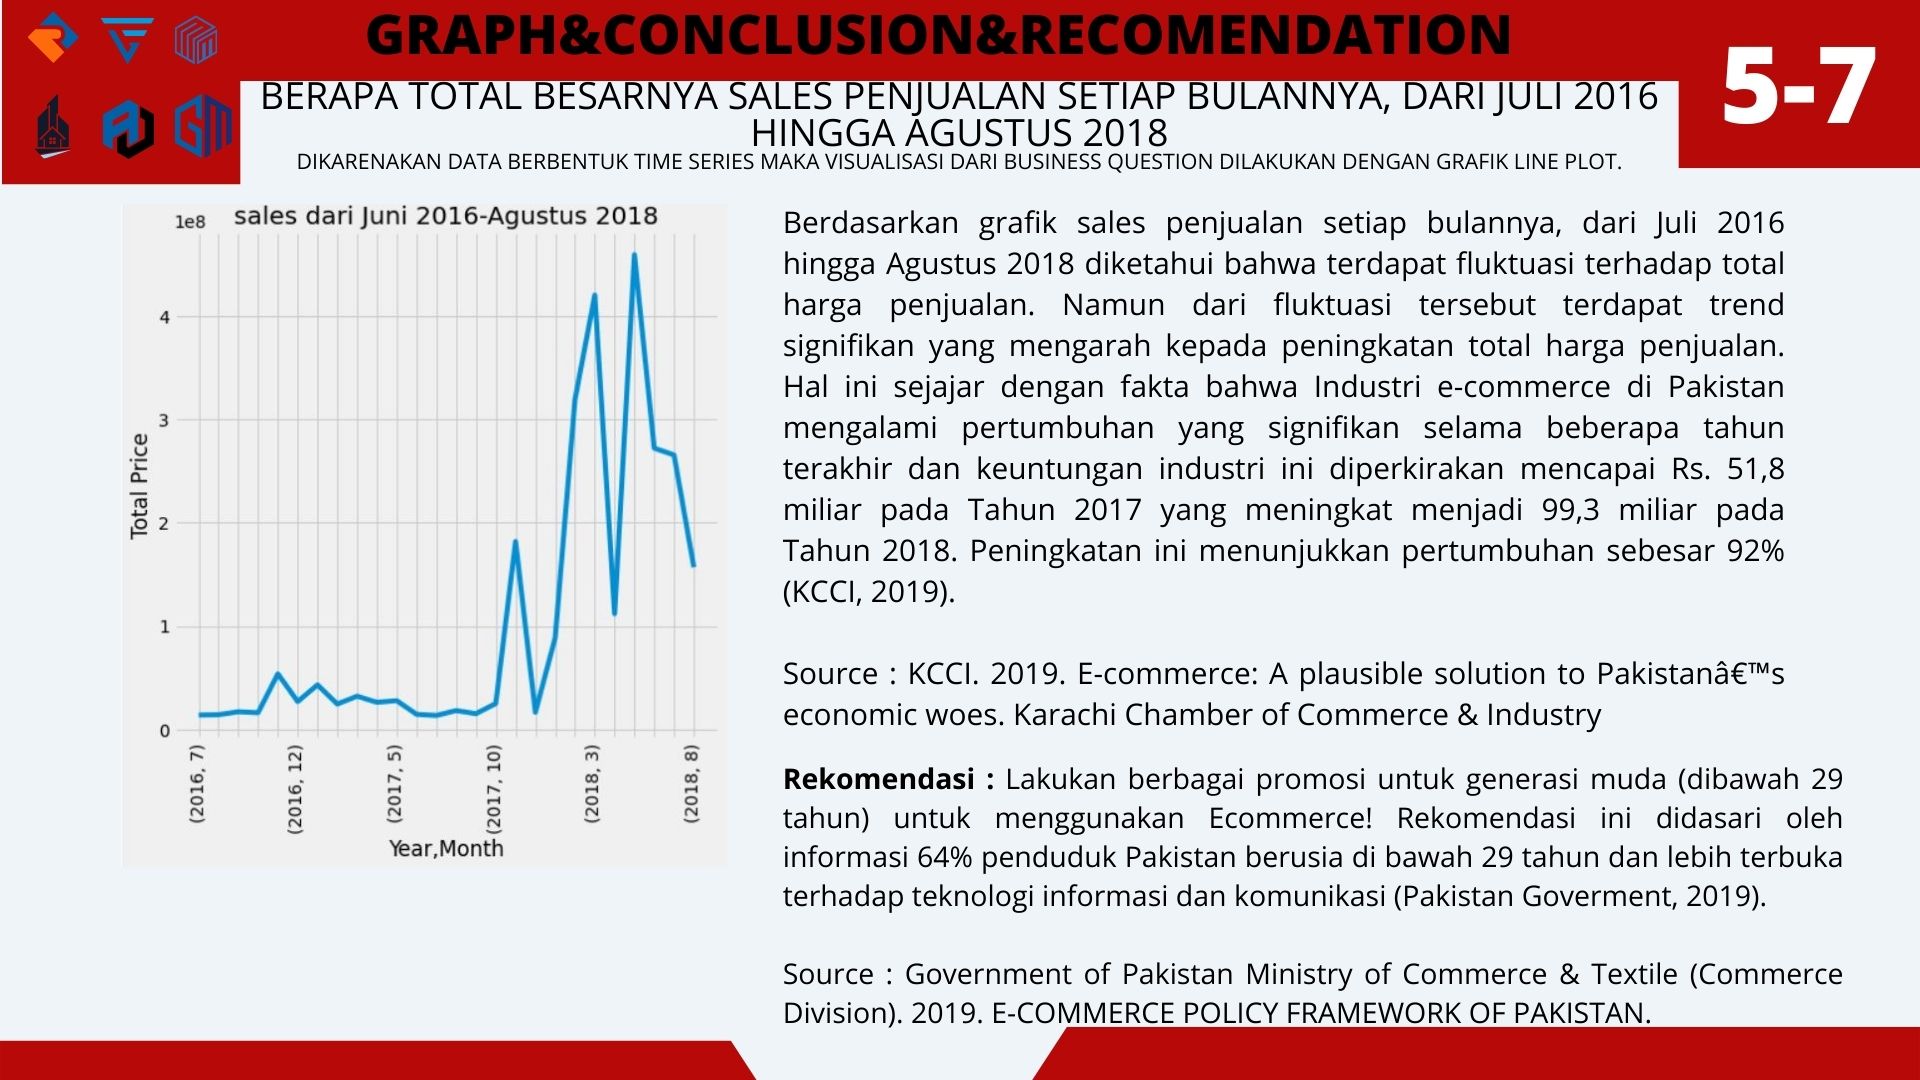 GRAPH&CONCLUSION&RECOMENDATION
5-7
BERAPA TOTAL BESARNYA SALES PENJUALAN SETIAP BULANNYA, DARI JULI 2016
HINGGA AGUSTUS 2018
DIKARENAKAN DATA BERBENTUK TIME SERIES MAKA VISUALISASI DARI BUSINESS QUESTION DILAKUKAN DENGAN GRAFIK LINE PLOT.
1e8
sales dari Juni 2016-Agustus 2018
4
3
2
1
0
Total Price
(2016, 7)
(2016, 12)
(2017, 5)
(2017, 10)
(2018, 3)
(2018, 8)
Year,Month
Berdasarkan grafik sales penjualan setiap bulannya, dari Juli 2016
hingga Agustus 2018 diketahui bahwa terdapat fluktuasi terhadap total
harga penjualan. Namun dari fluktuasi tersebut terdapat trend
signifikan yang mengarah kepada peningkatan total harga penjualan.
Hal ini sejajar dengan fakta bahwa Industri e-commerce di Pakistan
mengalami pertumbuhan yang signifikan selama beberapa tahun
terakhir dan keuntungan industri ini diperkirakan mencapai Rs. 51,8
miliar pada Tahun 2017 yang meningkat menjadi 99,3 miliar pada
Tahun 2018. Peningkatan ini menunjukkan pertumbuhan sebesar 92%
(KCCI, 2019).
Source : KCCI. 2019. E-commerce: A plausible solution to Pakistanâ€™s
economic woes. Karachi Chamber of Commerce & Industry
Rekomendasi : Lakukan berbagai promosi untuk generasi muda (dibawah 29
tahun) untuk menggunakan Ecommerce! Rekomendasi ini didasari oleh
informasi 64% penduduk Pakistan berusia di bawah 29 tahun dan lebih terbuka
terhadap teknologi informasi dan komunikasi (Pakistan Goverment, 2019).
Source : Government of Pakistan Ministry of Commerce & Textile (Commerce
Division). 2019. E-COMMERCE POLICY FRAMEWORK OF PAKISTAN.